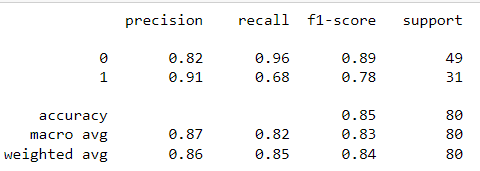 precision recall f1-score support
0 0.82 0.96 0.89 49
1 0.91 0.68 0.78 31
accuracy 0.85 80
macro avg 0.87 0.82 0.83 80
weighted avg 0.86 0.85 0.84 80